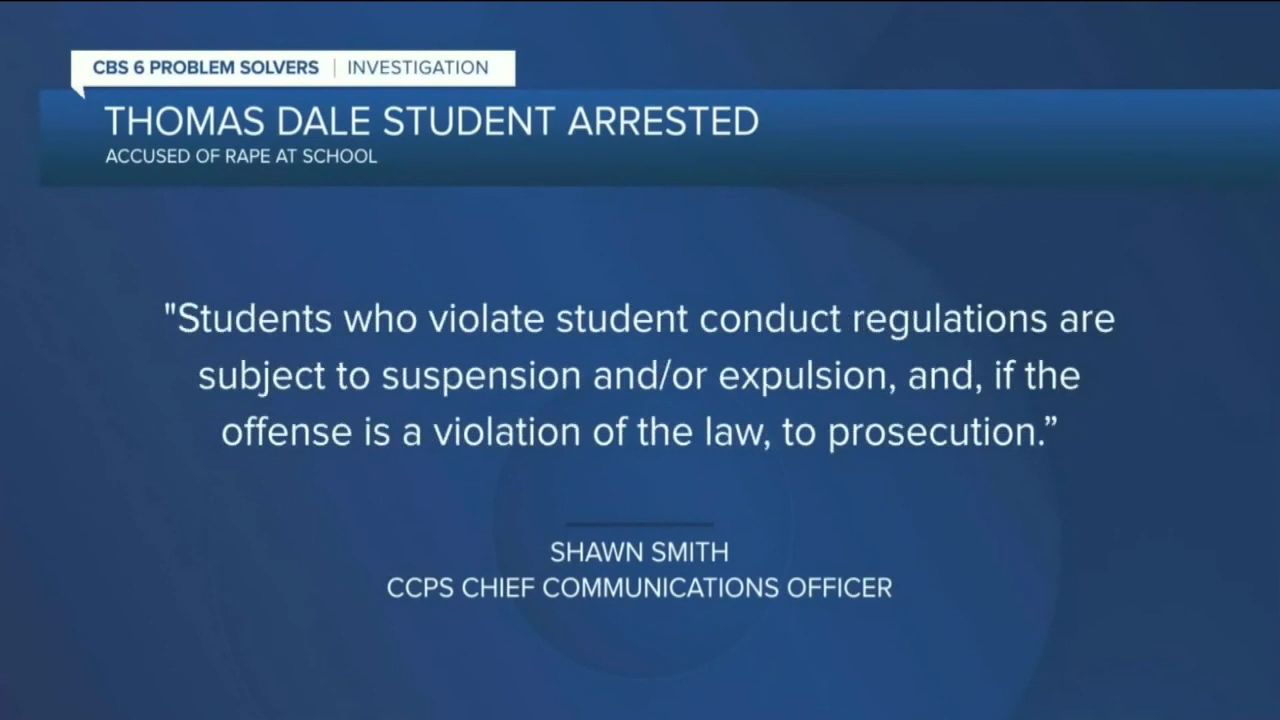 CBS 6 PROBLEM SOLVERS | INVESTIGATION
THOMAS DALE STUDENT ARRESTED
ACCUSED OF RAPE AT SCHOOL
"Students who violate student conduct regulations are
subject to suspension and/or expulsion, and, if the
offense is a violation of the law, to prosecution.”
SHAWN SMITH
CCPS CHIEF COMMUNICATIONS OFFICER